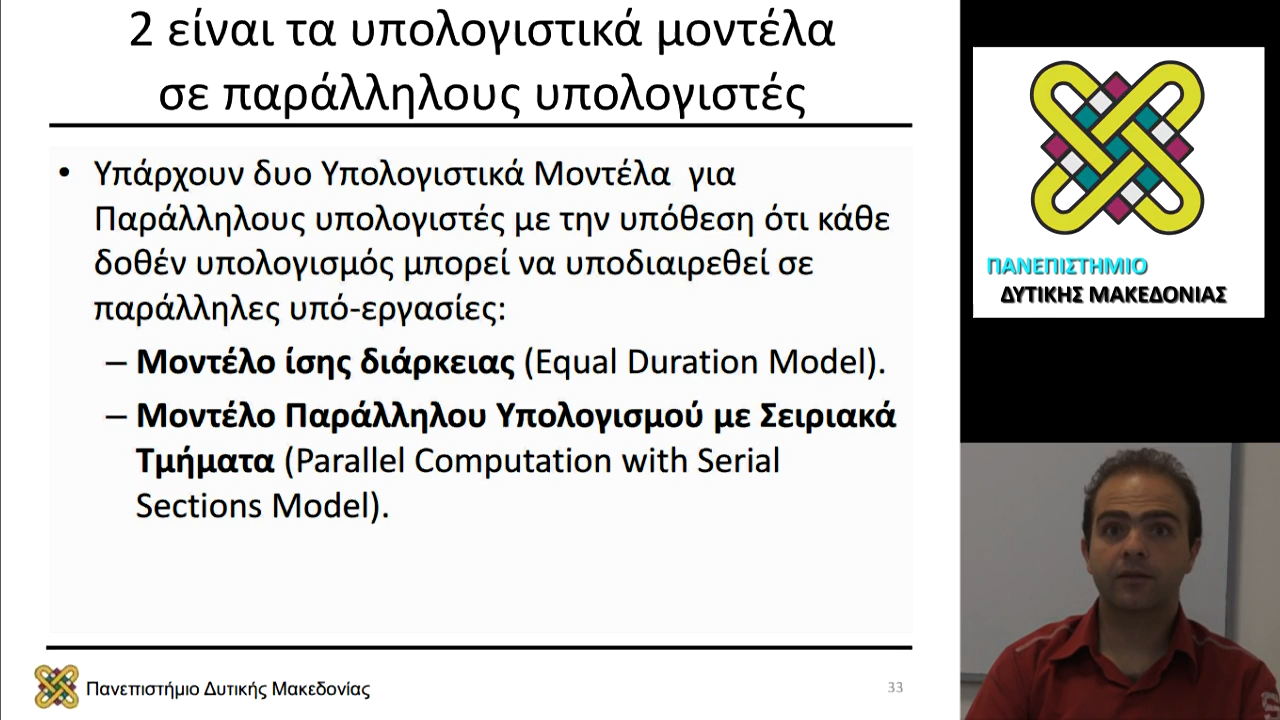 2 είναι τα υπολογιστικά μοντέλα
σε παράλληλους υπολογιστές
• Υπάρχουν δυο Υπολογιστικά Μοντέλα για
Παράλληλους υπολογιστές με την υπόθεση ότι κάθε
δοθέν υπολογισμός μπορεί να υποδιαιρεθεί σε
παράλληλες υπό-εργασίες:
– Μοντέλο ίσης διάρκειας (Equal Duration Model).
– Μοντέλο Παράλληλου Υπολογισμού με Σειριακά
Τμήματα (Parallel Computation with Serial
Sections Model).
Πανεπιστήμιο Δυτικής Μακεδονίας
33
ΠΑΝΕΠΙΣΤΗΜΙΟ
ΔΥΤΙΚΗΣ ΜΑΚΕΔΟΝΙΑΣ